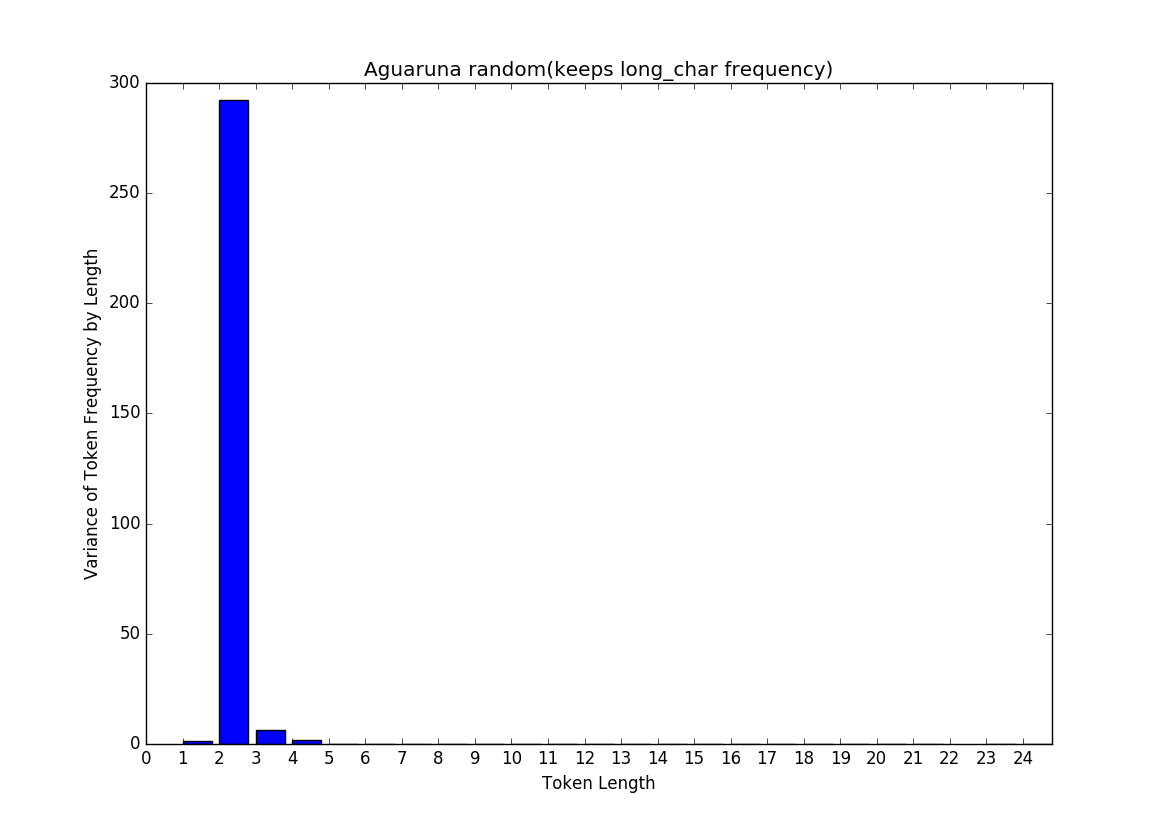 Aguaruna random(keeps long_char frequency)
300
250
200
150
100
50
0
Variance of Token Frequency by Length
0 1 2 3 4 5 6 7 8 9 10 11 12 13 14 15 16 17 18 19 20 21 22 23 24
Token Length